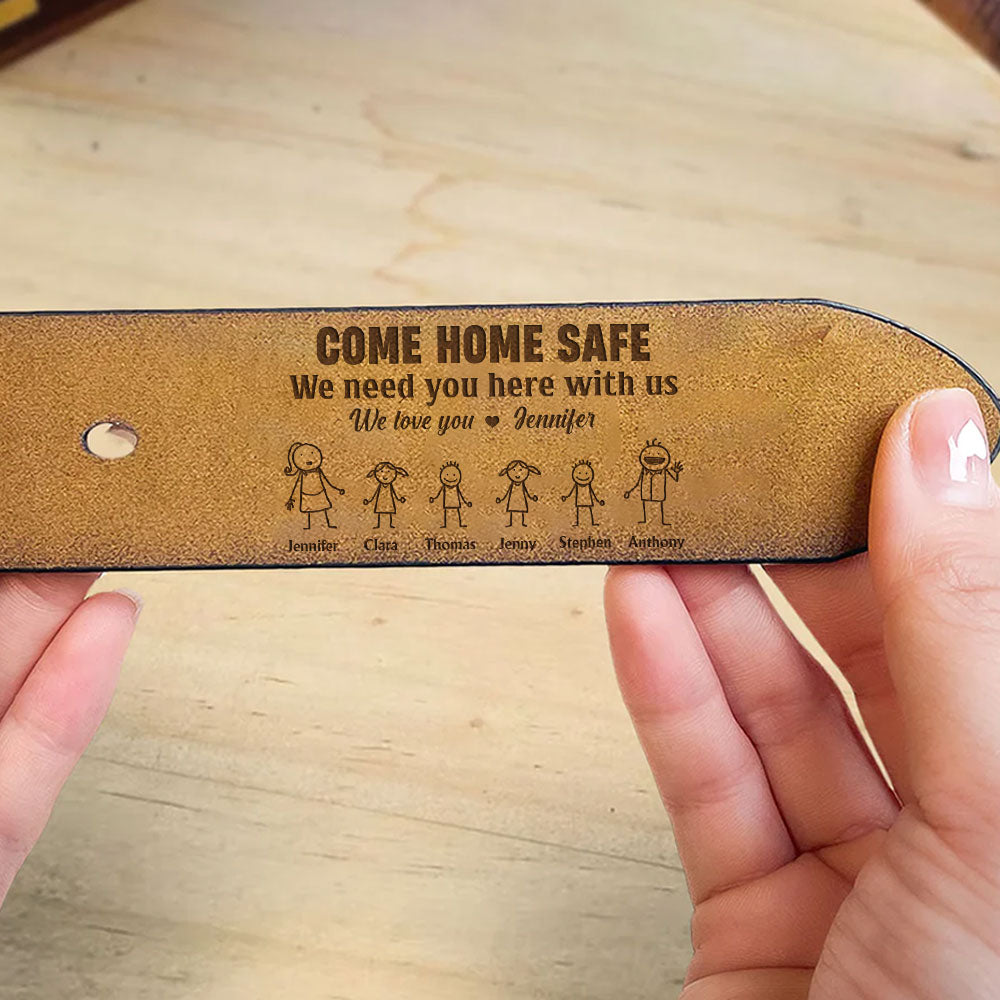 COME HOME SAFE
We need you here with us
We love you ♥ Jennifer
Jennifer Clara Thomas Jenny Stephen Anthony